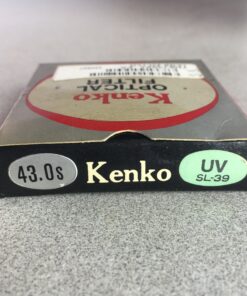 Kenko
OPTICAL
FILTER
43.0s
Kenko
UV
SL-39